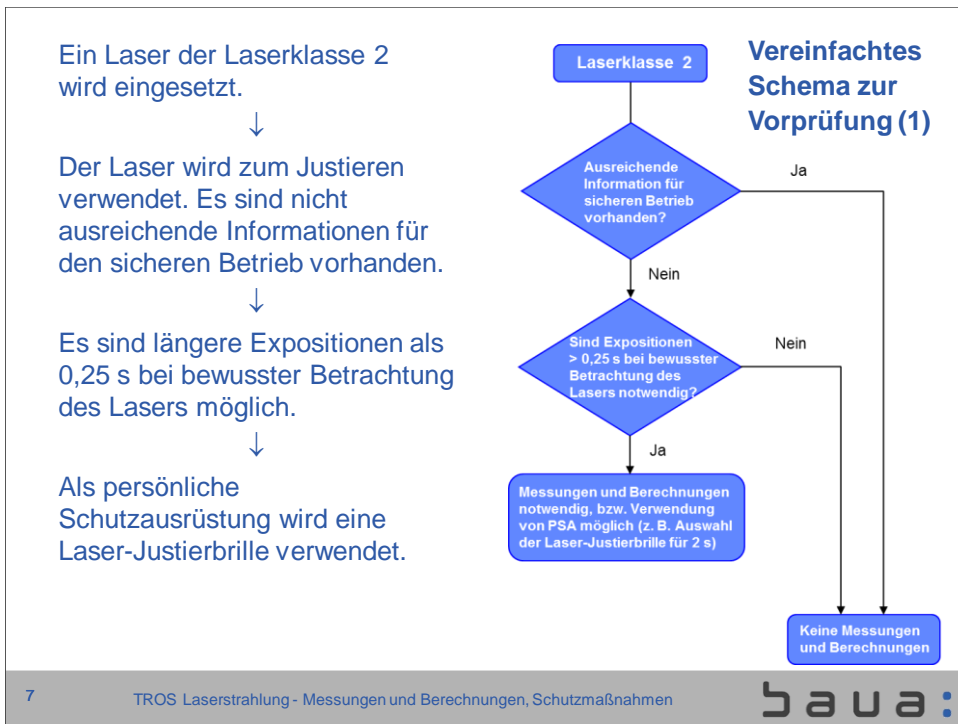 Ein Laser der Laserklasse 2
wird eingesetzt.
↓
Der Laser wird zum Justieren
verwendet. Es sind nicht
ausreichende Informationen für
den sicheren Betrieb vorhanden.
↓
Es sind längere Expositionen als
0,25 s bei bewusster Betrachtung
des Lasers möglich.
↓
Als persönliche
Schutzausrüstung wird eine
Laser-Justierbrille verwendet.
Vereinfachtes
Schema zur
Vorprüfung (1)
Laserklasse 2
Ausreichende
Information für
sicheren Betrieb
vorhanden?
Ja
Nein
Sind Expositionen
> 0,25 s bei bewusster
Betrachtung des
Lasers notwendig?
Nein
Ja
Messungen und Berechnungen
notwendig, bzw. Verwendung
von PSA möglich (z. B. Auswahl
der Laser-Justierbrille für 2 s)
Keine Messungen
und Berechnungen
7
TROS Laserstrahlung - Messungen und Berechnungen, Schutzmaßnahmen
baua: